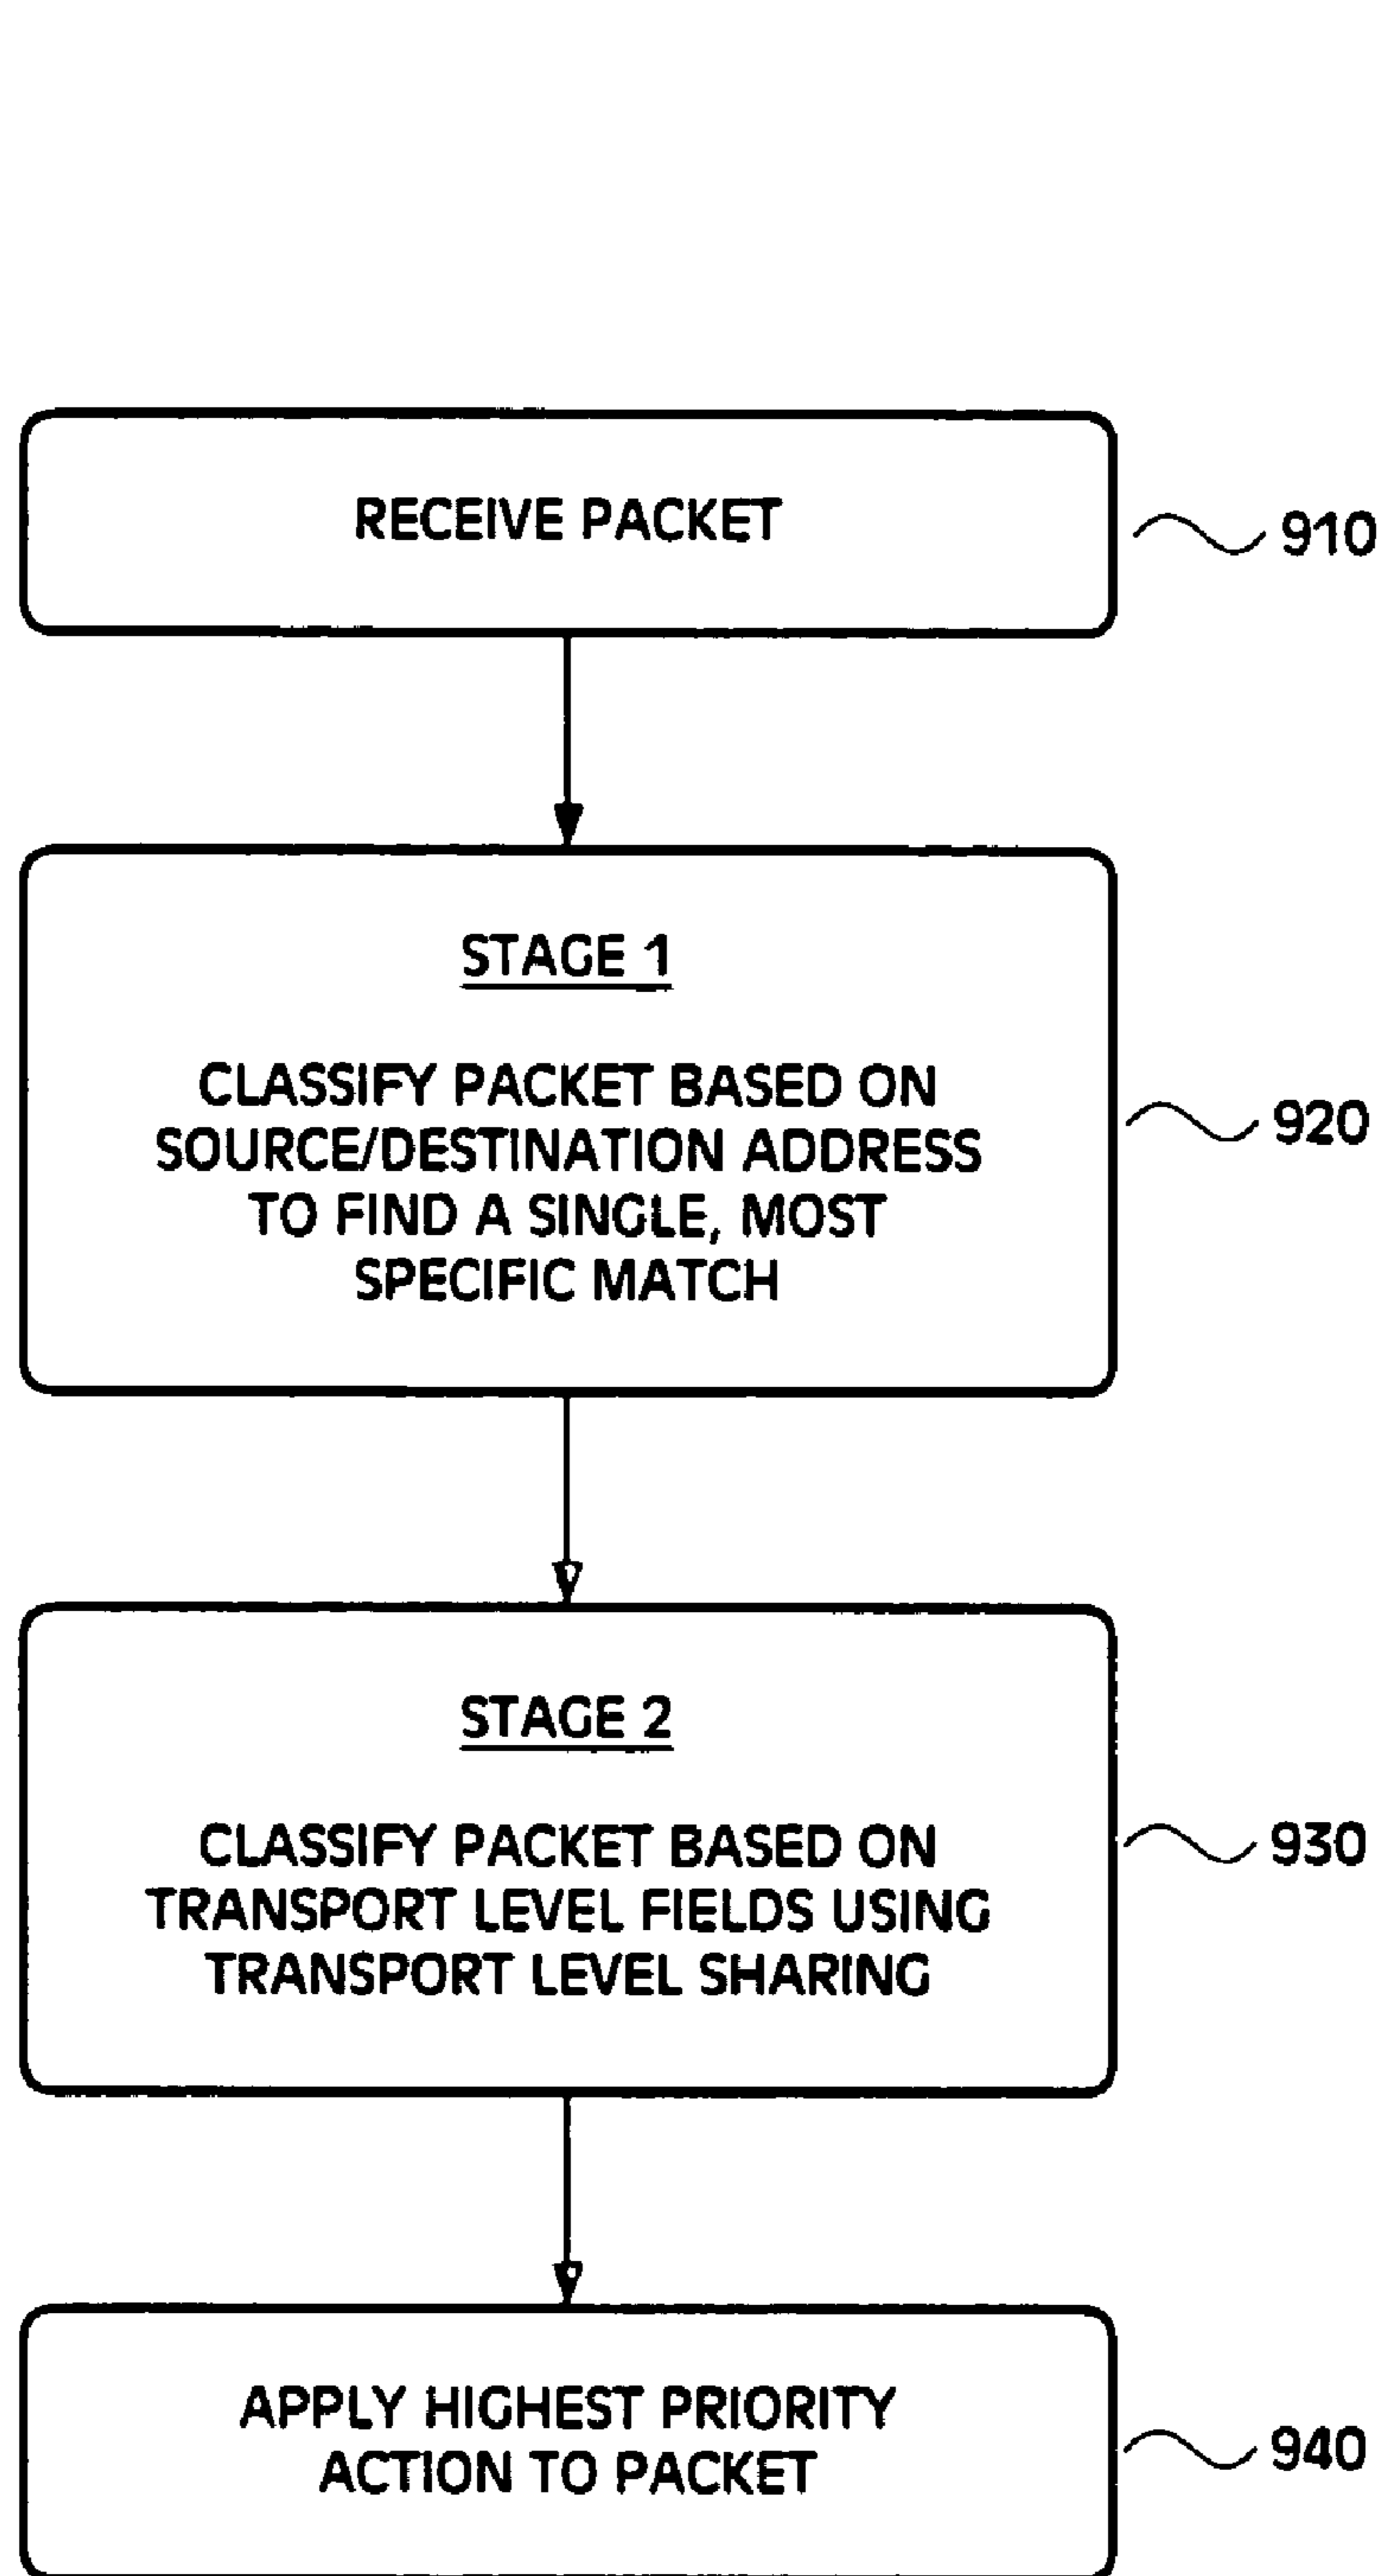 RECEIVE PACKET
910
STAGE 1
CLASSIFY PACKET BASED ON
SOURCE/DESTINATION ADDRESS
TO FIND A SINGLE, MOST
SPECIFIC MATCH
920
STAGE 2
CLASSIFY PACKET BASED ON
TRANSPORT LEVEL FIELDS USING
TRANSPORT LEVEL SHARING
930
APPLY HIGHEST PRIORITY
ACTION TO PACKET
940